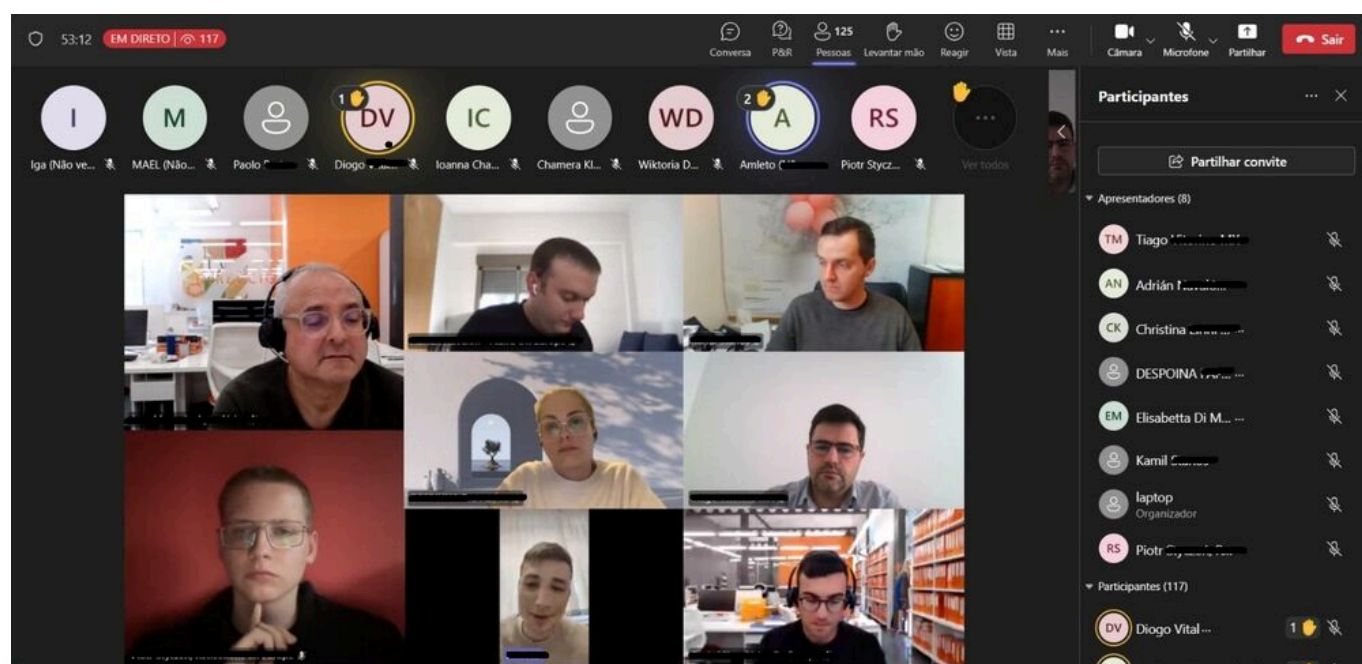 53:12 EM DIRETO | 117
Conversa P&R 125 Pessoas Levantar mão Reagir Vista Mais Câmara Microfone Partilhar Sair
I M 1 DV IC WD 2 A RS ...
Iga (Não ve... MAEL (Não... Paolo Diogo Ioanna Cha... Chamera Kl... Wiktoria D... Amleto ( Piotr Stycz... Ver todos
Participantes
Partilhar convite
Apresentadores (8)
TM Tiago
AN Adrián
CK Christina
DESPOINA
EM Elisabetta Di M... ...
Kamil
laptop
Organizador
RS Piotr
Participantes (117)
DV Diogo Vital ... 1